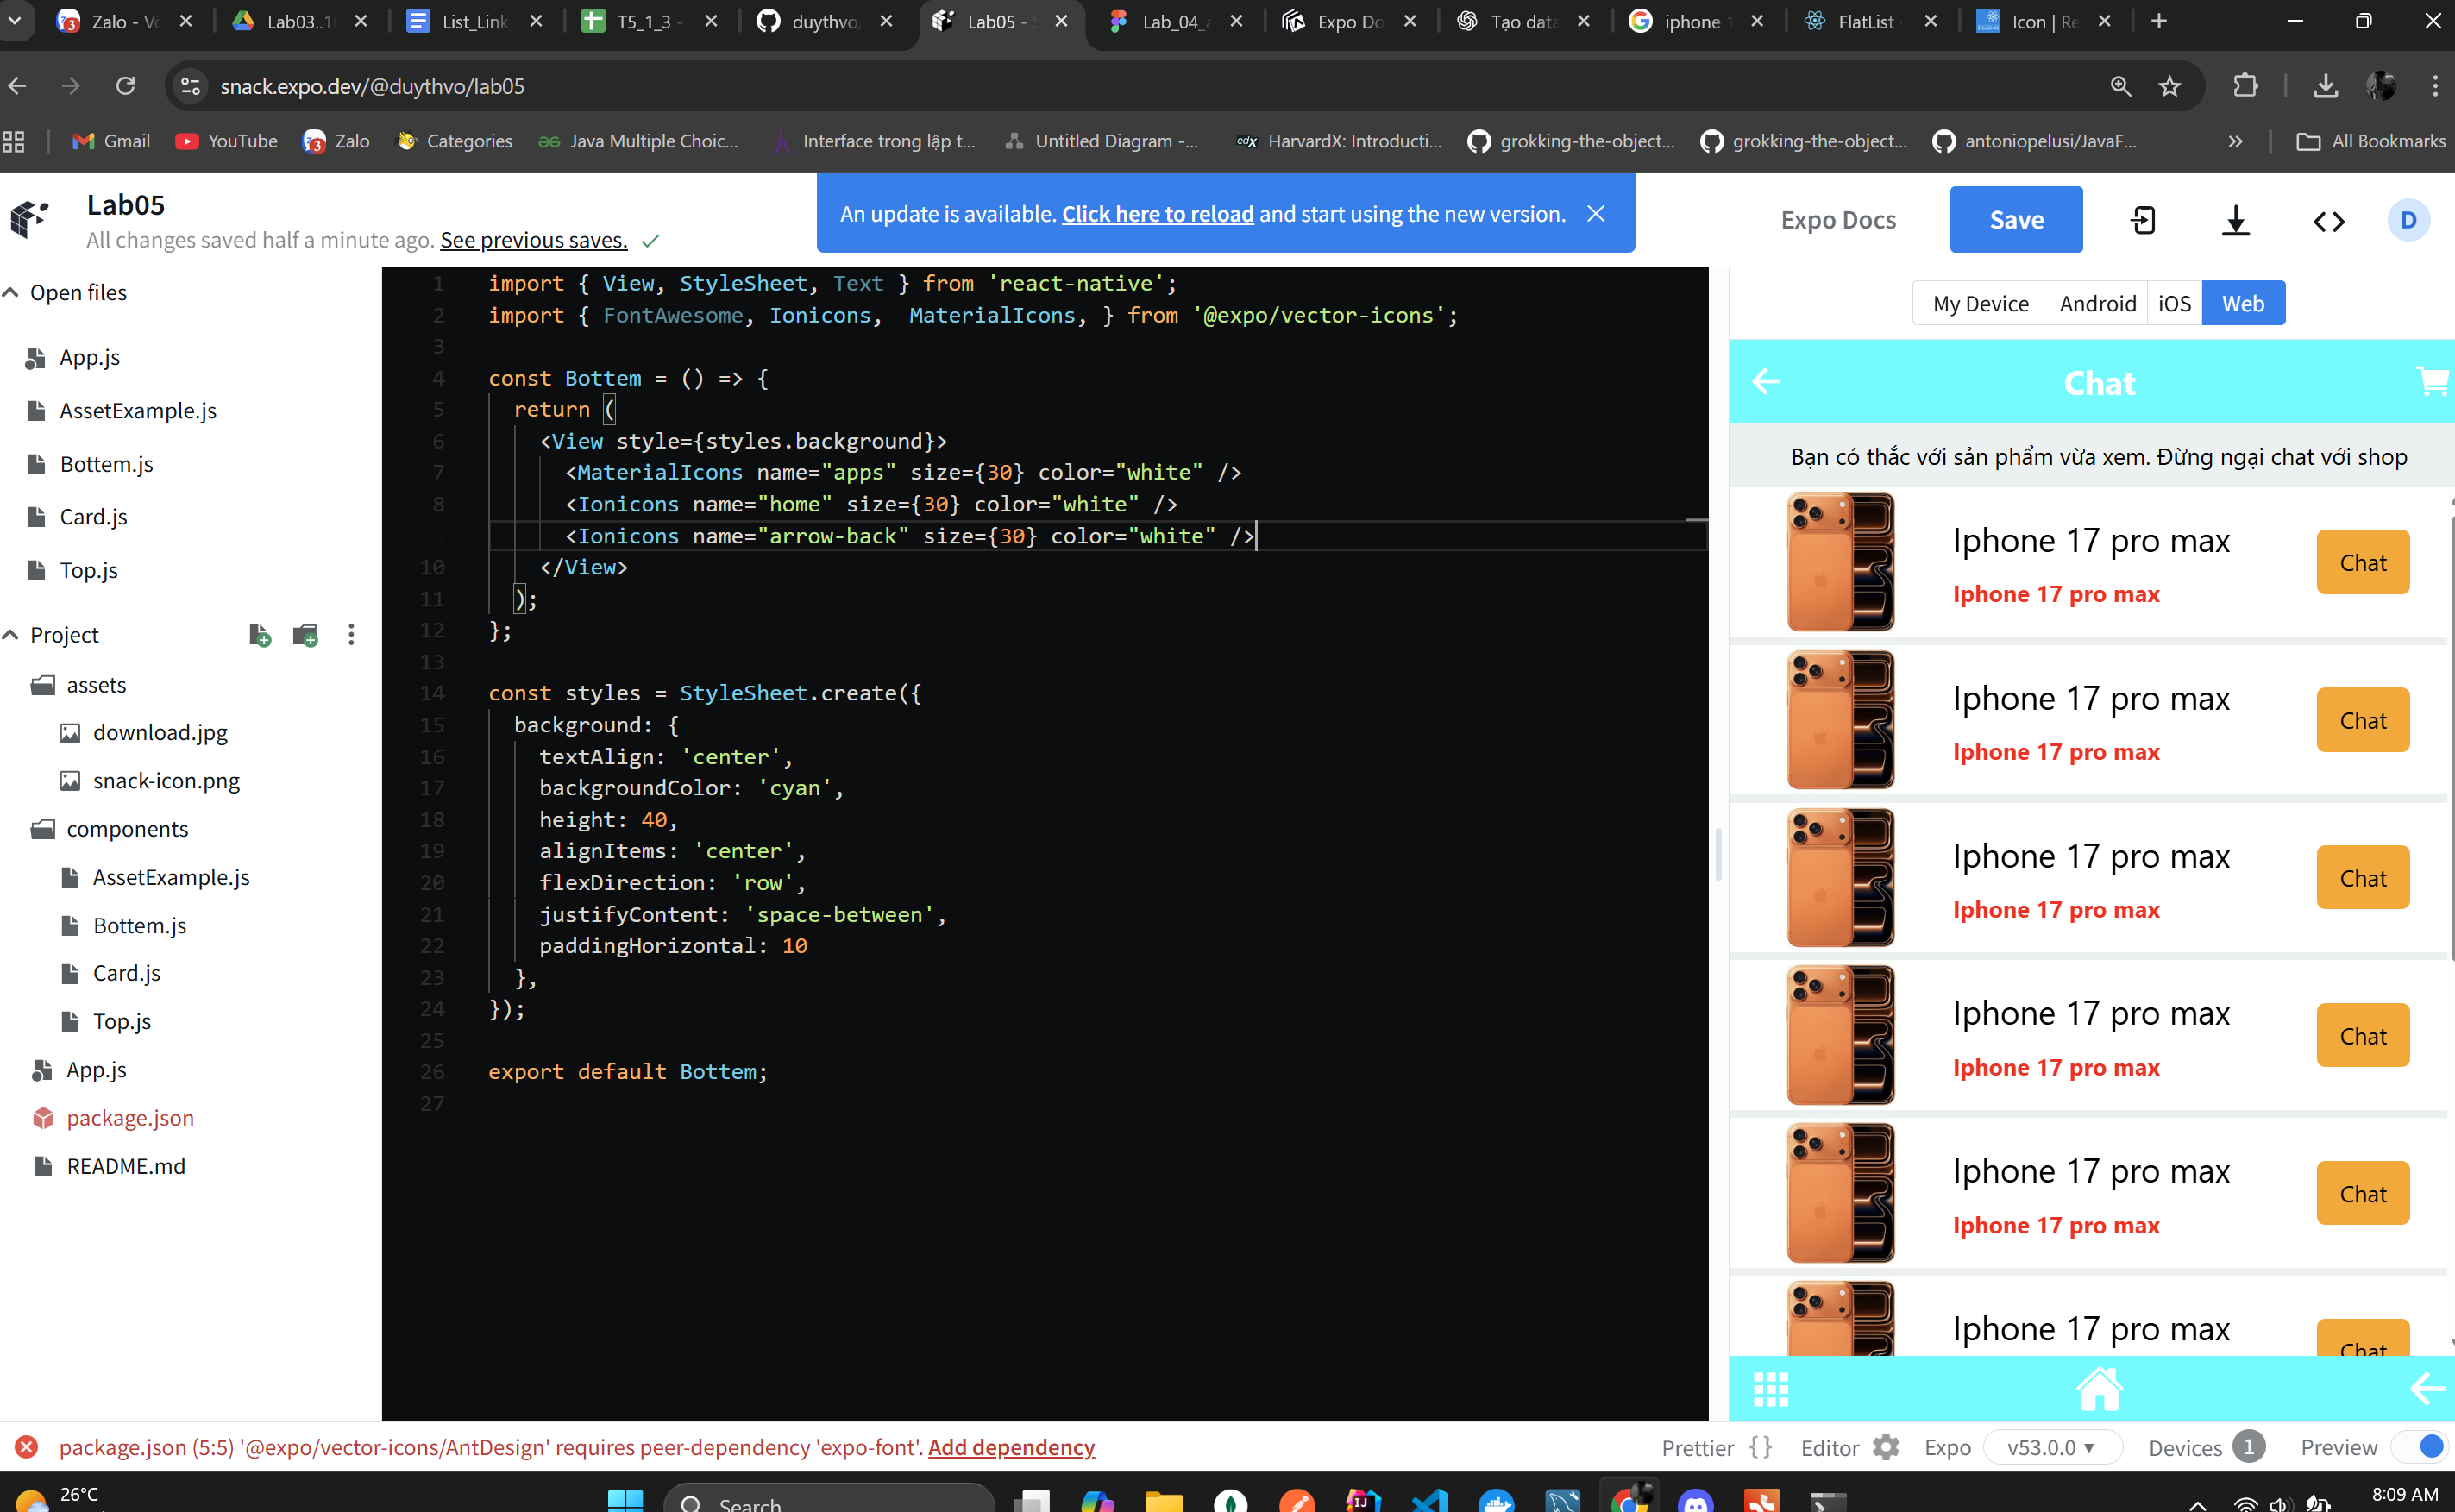 Zalo - Võ
Lab03..1
List_Link
T5_1_3 -
duythvo,
Lab05 -
Lab_04_
Expo Do
Tạo data
iphone 1
FlatList
Icon | Re
snack.expo.dev/@duythvo/lab05
Gmail
YouTube
Zalo
Categories
Java Multiple Choic...
Interface trong lập t...
Untitled Diagram -...
HarvardX: Introducti...
grokking-the-object...
grokking-the-object...
antoniopelusi/JavaF...
All Bookmarks
Lab05
All changes saved half a minute ago. See previous saves.
An update is available. Click here to reload and start using the new version.
Expo Docs
Save
D
Open files
App.js
AssetExample.js
Bottem.js
Card.js
Top.js
Project
assets
download.jpg
snack-icon.png
components
AssetExample.js
Bottem.js
Card.js
Top.js
App.js
package.json
README.md
1 import { View, StyleSheet, Text } from 'react-native';
2 import { FontAwesome, Ionicons,  MaterialIcons, } from '@expo/vector-icons';
3
4 const Bottem = () => {
5 return (
6 <View style={styles.background}>
7 <MaterialIcons name="apps" size={30} color="white" />
8 <Ionicons name="home" size={30} color="white" />
9 <Ionicons name="arrow-back" size={30} color="white" />
10 </View>
11 );
12 };
13
14 const styles = StyleSheet.create({
15 background: {
16 textAlign: 'center',
17 backgroundColor: 'cyan',
18 height: 40,
19 alignItems: 'center',
20 flexDirection: 'row',
21 justifyContent: 'space-between',
22 paddingHorizontal: 10
23 },
24 });
25
26 export default Bottem;
27
My Device
Android
iOS
Web
Chat
Bạn có thắc với sản phẩm vừa xem. Đừng ngại chat với shop
Iphone 17 pro max
Iphone 17 pro max
Chat
Iphone 17 pro max
Iphone 17 pro max
Chat
Iphone 17 pro max
Iphone 17 pro max
Chat
Iphone 17 pro max
Iphone 17 pro max
Chat
Iphone 17 pro max
Iphone 17 pro max
Chat
Iphone 17 pro max
Chat
package.json (5:5) '@expo/vector-icons/AntDesign' requires peer-dependency 'expo-font'. Add dependency
Prettier {}
Editor
Expo
v53.0.0 ▾
Devices 1
Preview
26°C
Search
8:09 AM